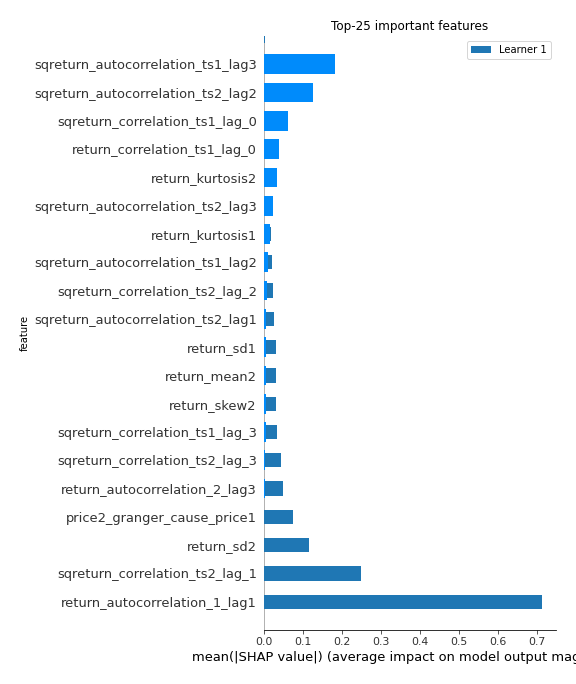 Top-25 important features
Learner 1
sqreturn_autocorrelation_ts1_lag3
sqreturn_autocorrelation_ts2_lag2
sqreturn_correlation_ts1_lag_0
return_correlation_ts1_lag_0
return_kurtosis2
sqreturn_autocorrelation_ts2_lag3
return_kurtosis1
sqreturn_autocorrelation_ts1_lag2
sqreturn_correlation_ts2_lag_2
sqreturn_autocorrelation_ts2_lag1
return_sd1
return_mean2
return_skew2
sqreturn_correlation_ts1_lag_3
sqreturn_correlation_ts2_lag_3
return_autocorrelation_2_lag3
price2_granger_cause_price1
return_sd2
sqreturn_correlation_ts2_lag_1
return_autocorrelation_1_lag1
feature
0.0 0.1 0.2 0.3 0.4 0.5 0.6 0.7
mean(|SHAP value|) (average impact on model output mag